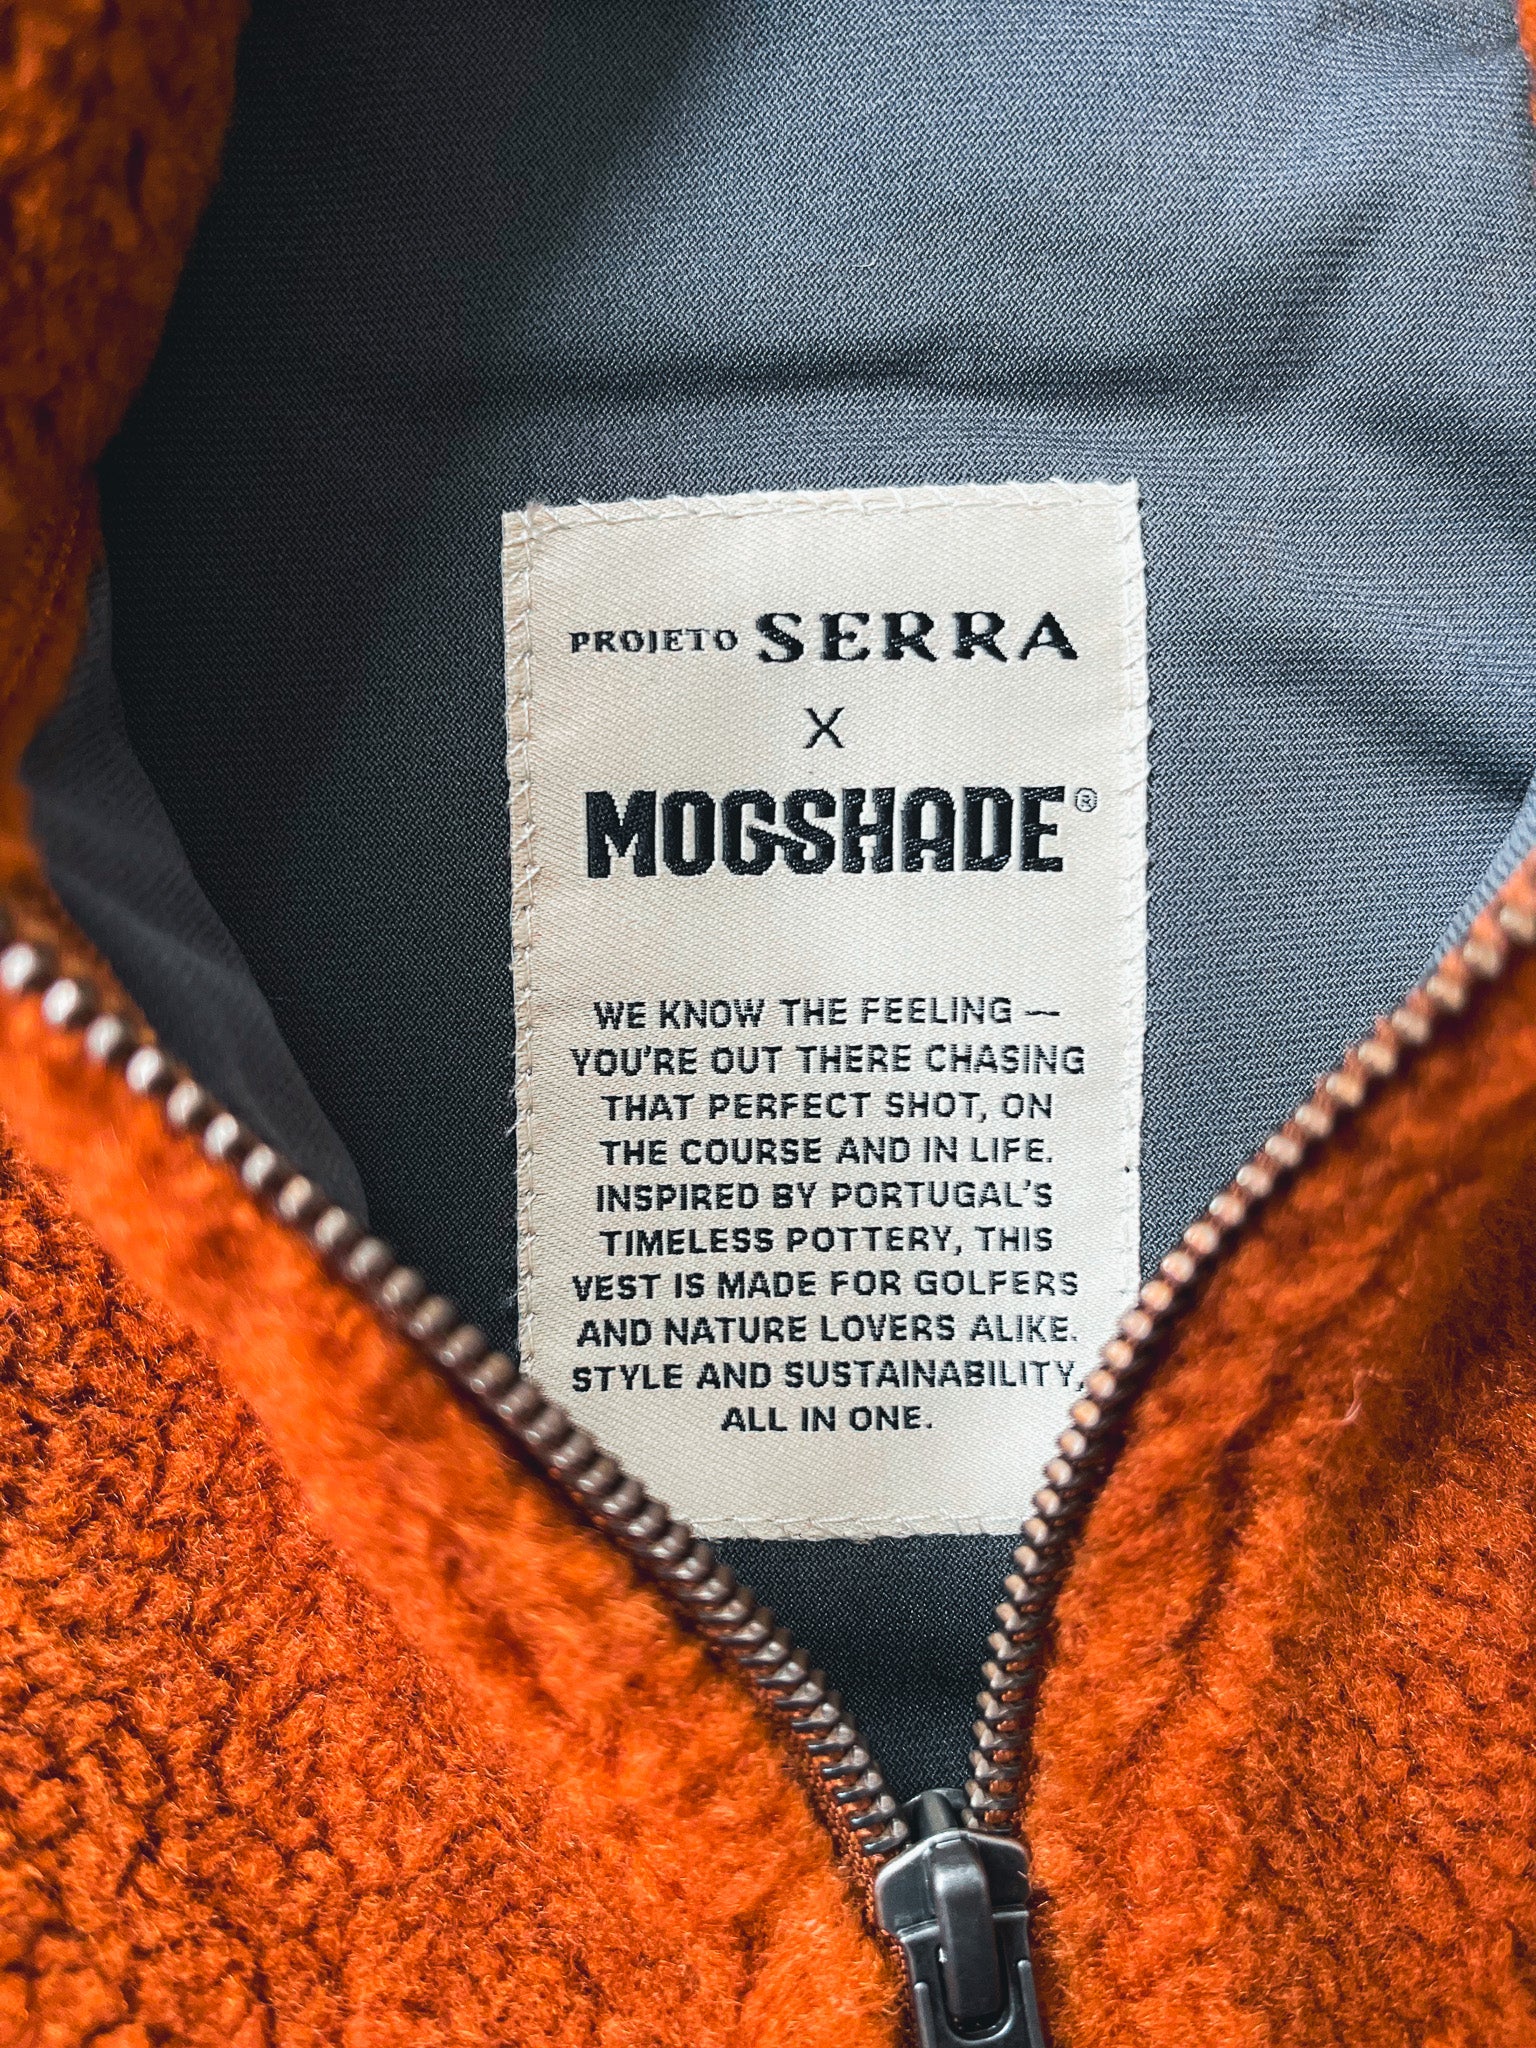 PROJETO SERRA
X
MOGSHADE®
WE KNOW THE FEELING —
YOU'RE OUT THERE CHASING
THAT PERFECT SHOT, ON
THE COURSE AND IN LIFE.
INSPIRED BY PORTUGAL'S
TIMELESS POTTERY, THIS
VEST IS MADE FOR GOLFERS
AND NATURE LOVERS ALIKE.
STYLE AND SUSTAINABILITY,
ALL IN ONE.